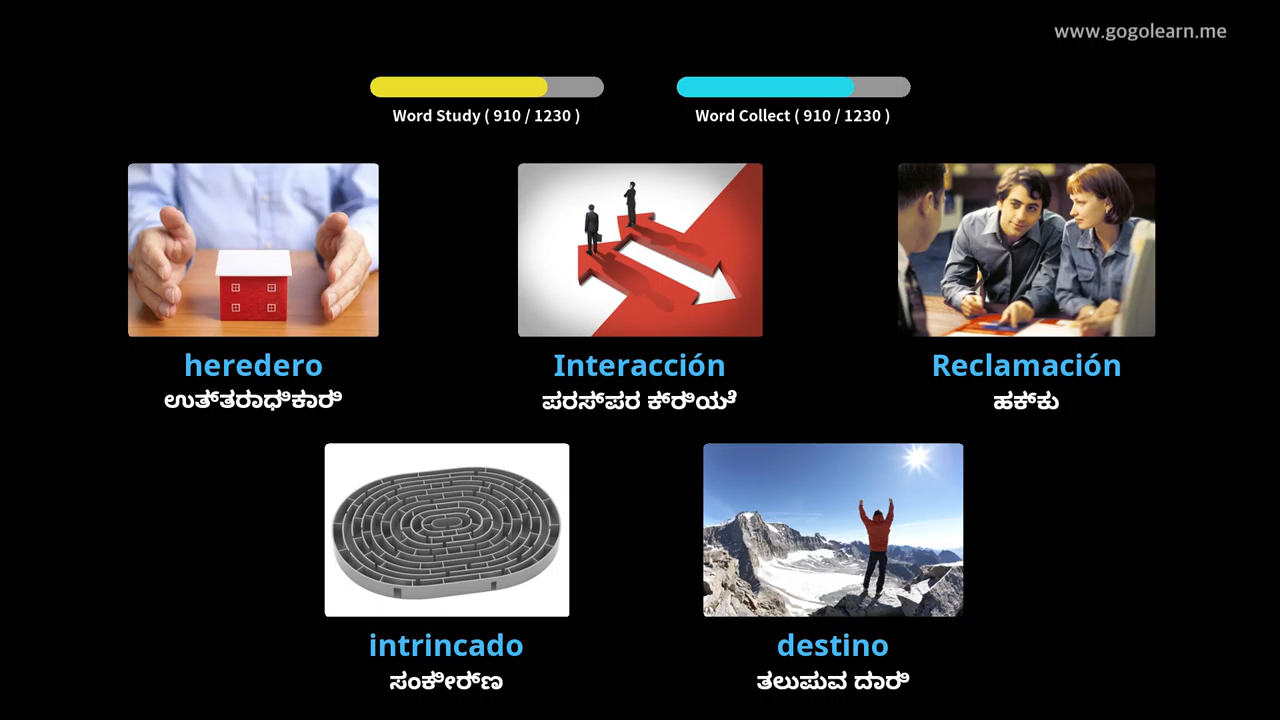 www.gogolearn.me
Word Study ( 910 / 1230 )
Word Collect ( 910 / 1230 )
heredero
Interacción
Reclamación
ಉತ್ತರಾಧಿಕಾರಿ
ಪರಸ್ಪರ ಕ್ರಿಯೆ
ಹಕ್ಕು
intrincado
destino
ಸಂಕೀರ್ಣ
ತಲುಪುವ ದಾರಿ